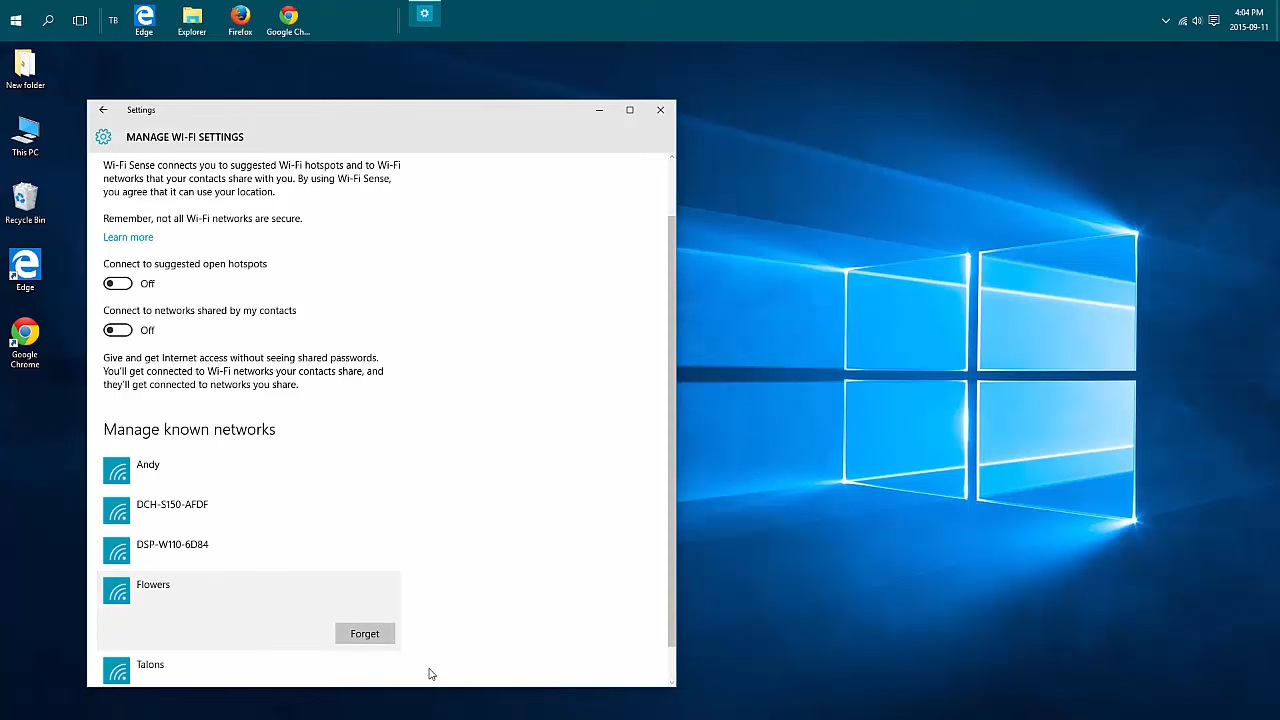 TB
Edge
Explorer
Firefox
Google Ch...
4:04 PM
2015-09-11
New folder
This PC
Recycle Bin
Edge
Google
Chrome
Settings
MANAGE WI-FI SETTINGS
Wi-Fi Sense connects you to suggested Wi-Fi hotspots and to Wi-Fi
networks that your contacts share with you. By using Wi-Fi Sense,
you agree that it can use your location.
Remember, not all Wi-Fi networks are secure.
Learn more
Connect to suggested open hotspots
Off
Connect to networks shared by my contacts
Off
Give and get Internet access without seeing shared passwords.
You'll get connected to Wi-Fi networks your contacts share, and
they'll get connected to networks you share.
Manage known networks
Andy
DCH-S150-AFDF
DSP-W110-6D84
Flowers
Forget
Talons